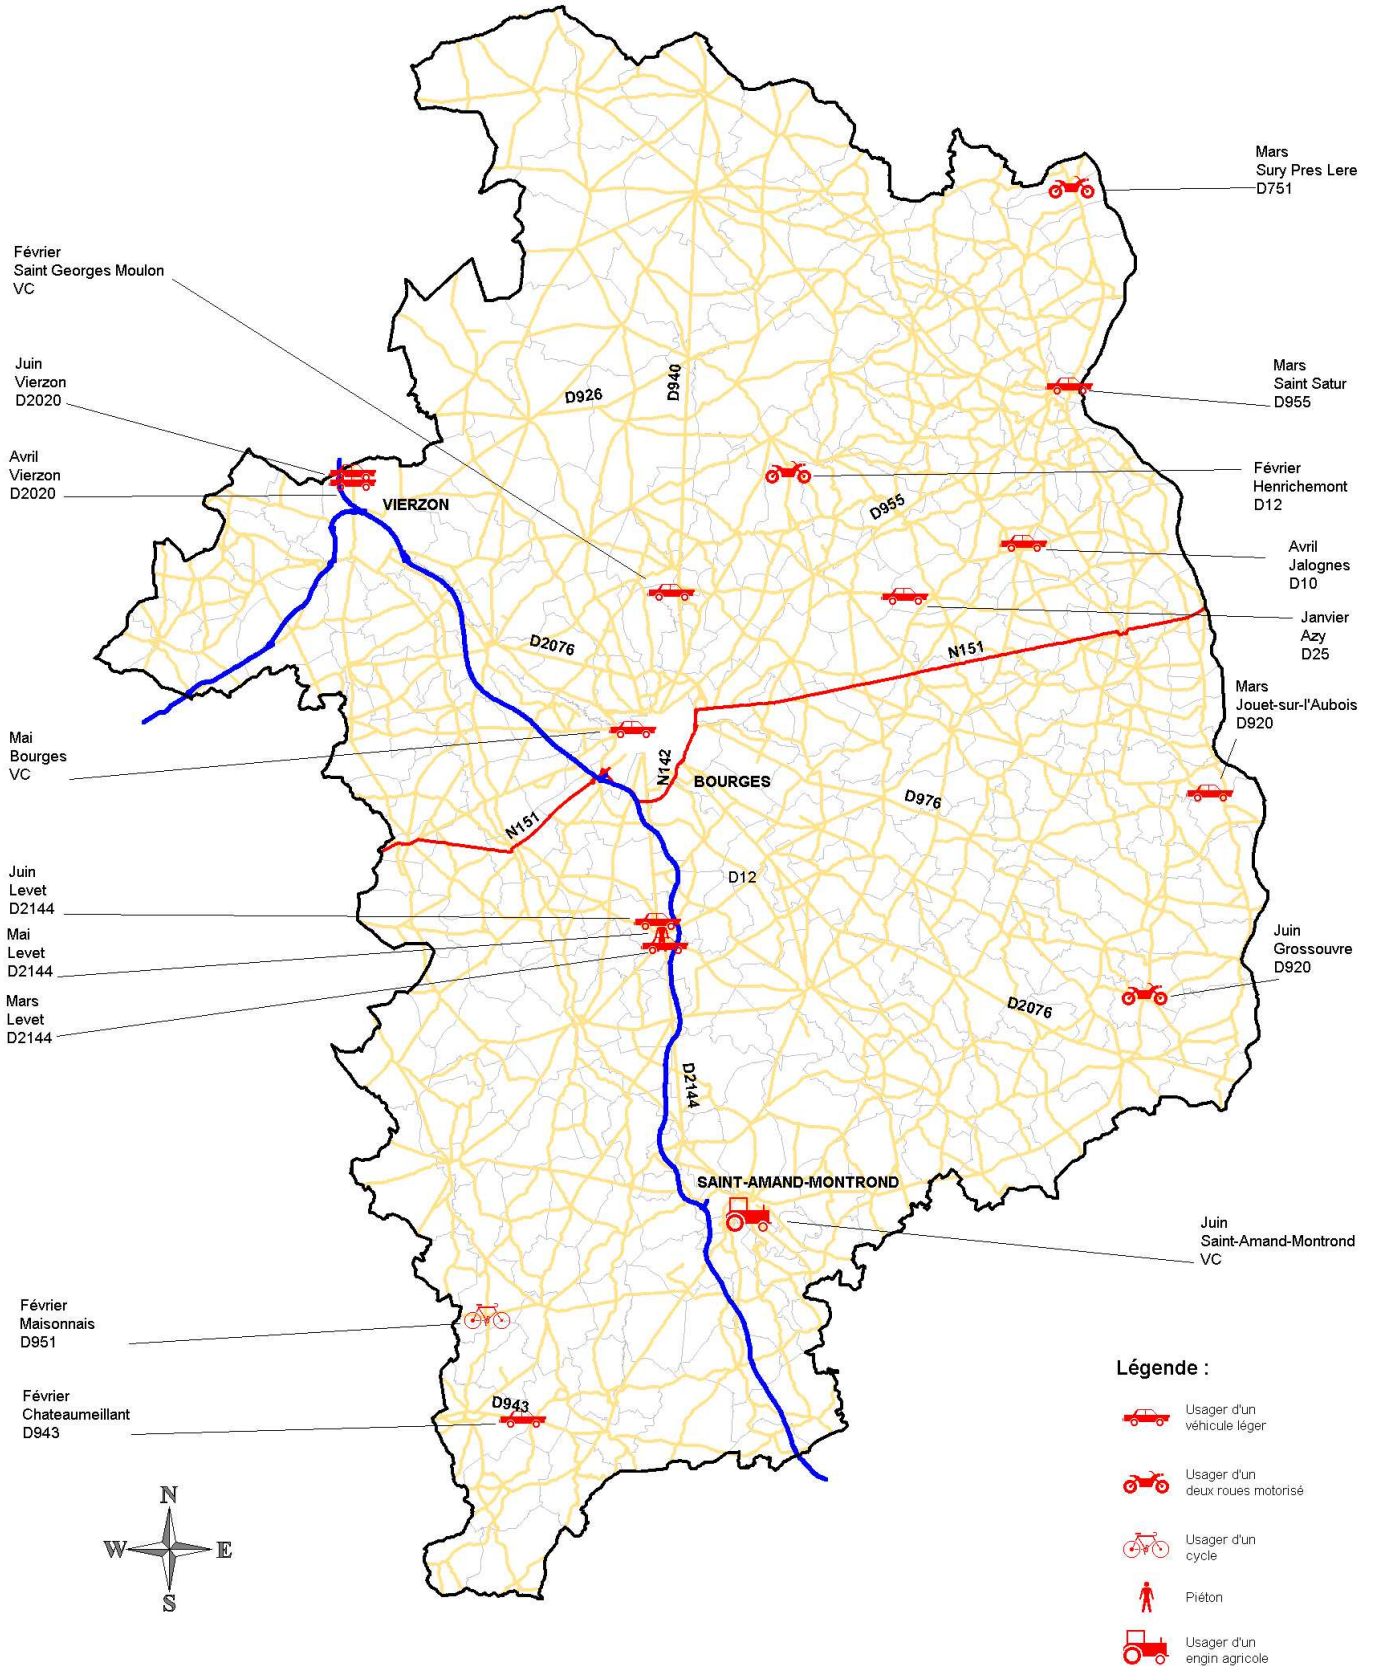 Mars
Sury Pres Lere
D751
Février
Saint Georges Moulon
VC
Juin
Vierzon
D2020
Mars
Saint Satur
D955
D926
D940
Avril
Vierzon
D2020
VIERZON
Février
Henrichemont
D12
D955
Avril
Jalognes
D10
Janvier
Azy
D25
D2076
N151
Mars
Jouet-sur-l'Aubois
D920
Mai
Bourges
VC
N142
BOURGES
D976
N151
Juin
Levet
D2144
D12
Mai
Levet
D2144
Juin
Grossouvre
D920
Mars
Levet
D2144
D2076
D2144
SAINT-AMAND-MONTROND
Juin
Saint-Amand-Montrond
VC
Février
Maisonnais
D951
Février
Chateaumeillant
D943
D943
N
W E
S
Légende :
Usager d'un
véhicule léger
Usager d'un
deux roues motorisé
Usager d'un
cycle
Piéton
Usager d'un
engin agricole